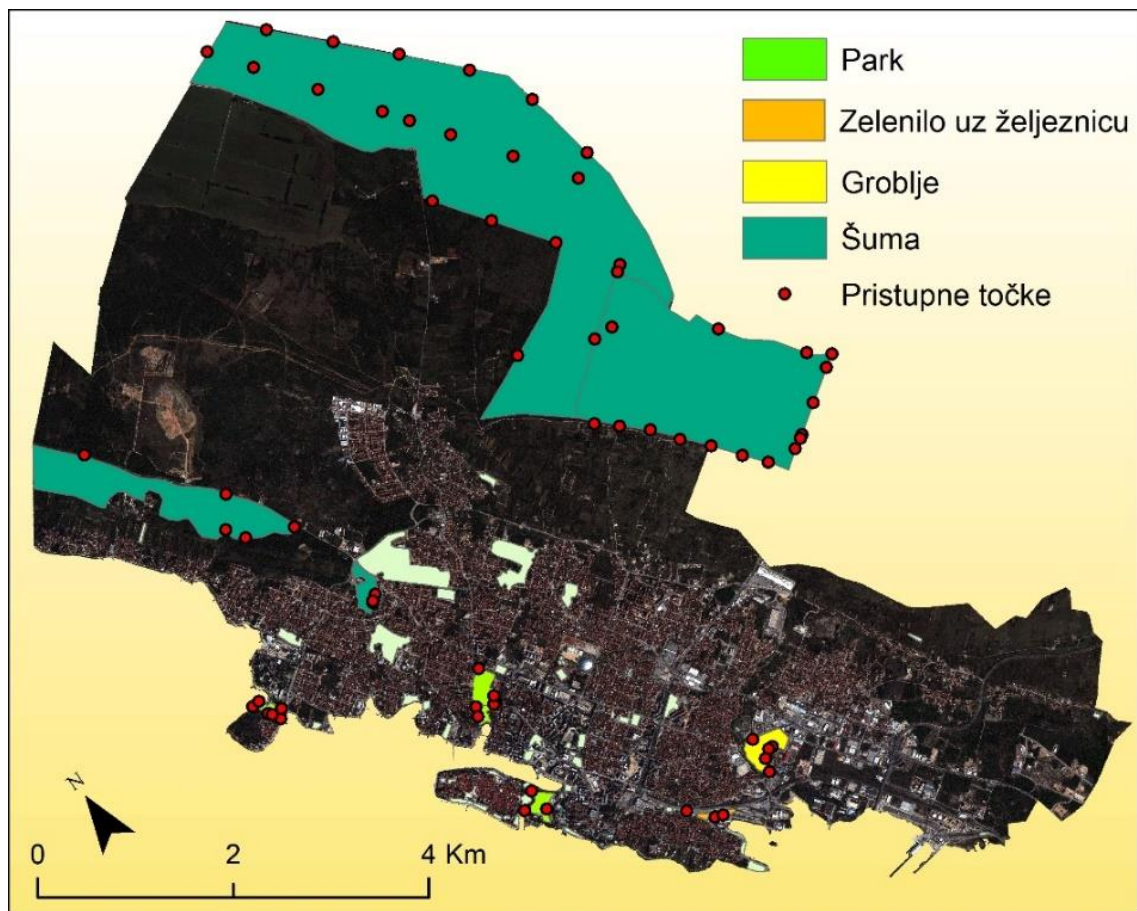 Park
Zelenilo uz željeznicu
Groblje
Šuma
Pristupne točke
N
0 2 4 Km